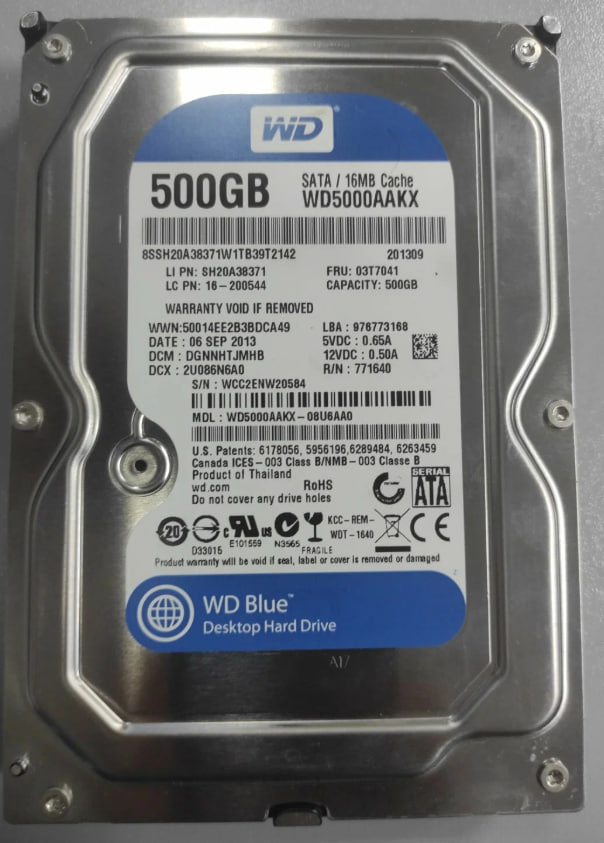 WD®
500GB
SATA / 16MB Cache
WD5000AAKX
8SSH20A38371W1TB39T2142 201309
LI PN: SH20A38371 FRU: 03T7041
LC PN: 16-200544 CAPACITY: 500GB
WARRANTY VOID IF REMOVED
WWN:50014EE2B3BDCA49 LBA : 976773168
DATE : 06 SEP 2013 5VDC : 0.65A
DCM : DGNNHTJMHB 12VDC : 0.50A
DCX : 2U086N6A0 R/N : 771640
S/N : WCC2ENW20584
MDL : WD5000AAKX-08U6AA0
U.S. Patents: 6178056, 5956196,6289484, 6263459
Canada ICES-003 Class B/NMB-003 Classe B
Product of Thailand
wd.com RoHS
Do not cover any drive holes
SERIAL
ATA
20
c US
KCC-REM-
WDT-1640
CE
D33015 E101559 N3565 FRAGILE
Product warranty will be void if seal, label or cover is removed or damaged
WD Blue™
Desktop Hard Drive
A17